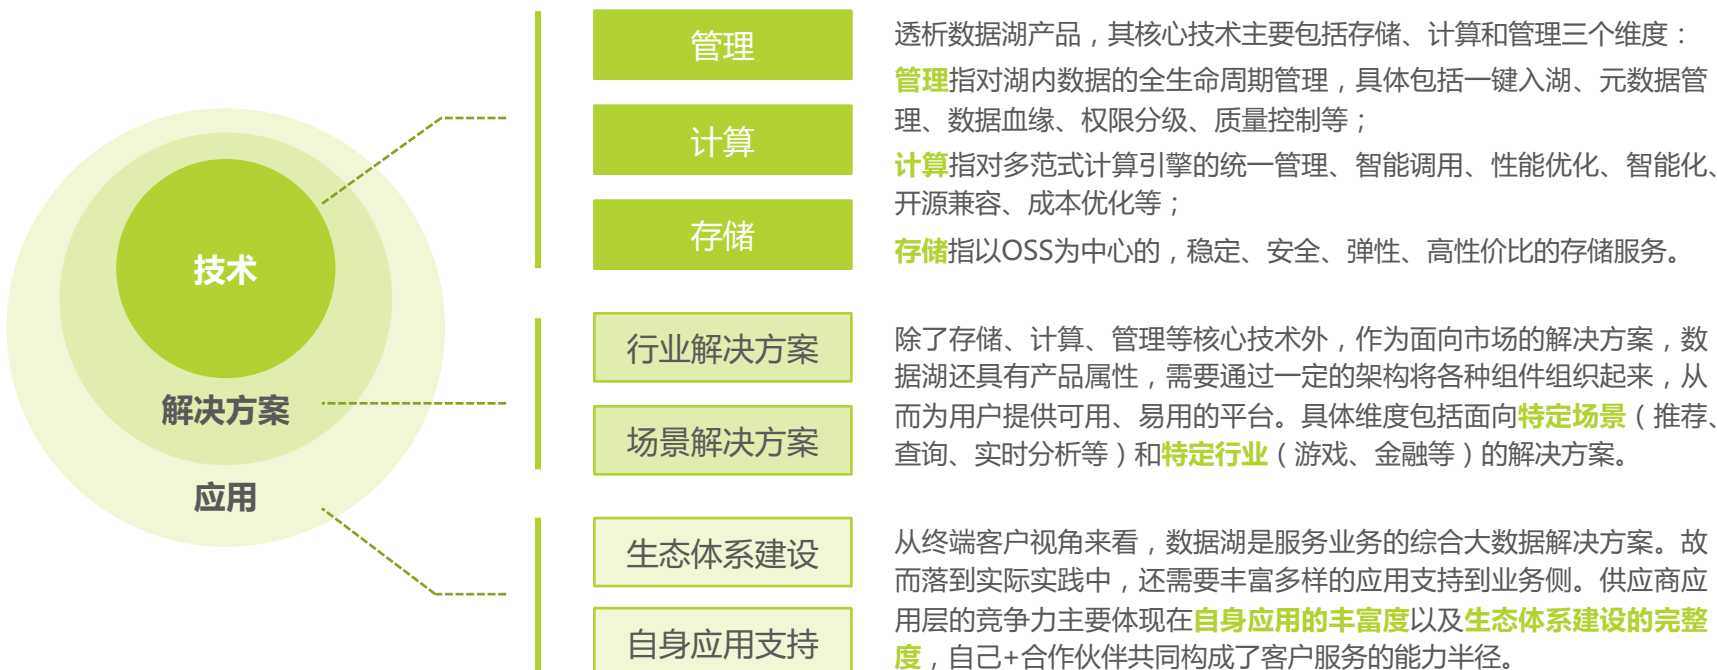 技术
解决方案
应用
管理
计算
存储
透析数据湖产品，其核心技术主要包括存储、计算和管理三个维度：
管理指对湖内数据的全生命周期管理，具体包括一键入湖、元数据管
理、数据血缘、权限分级、质量控制等；
计算指对多范式计算引擎的统一管理、智能调用、性能优化、智能化、
开源兼容、成本优化等；
存储指以OSS为中心的，稳定、安全、弹性、高性价比的存储服务。
行业解决方案
场景解决方案
除了存储、计算、管理等核心技术外，作为面向市场的解决方案，数
据湖还具有产品属性，需要通过一定的架构将各种组件组织起来，从
而为用户提供可用、易用的平台。具体维度包括面向特定场景（推荐、
查询、实时分析等）和特定行业（游戏、金融等）的解决方案。
生态体系建设
自身应用支持
从终端客户视角来看，数据湖是服务业务的综合大数据解决方案。故
而落到实际实践中，还需要丰富多样的应用支持到业务侧。供应商应
用层的竞争力主要体现在自身应用的丰富度以及生态体系建设的完整
度，自己+合作伙伴共同构成了客户服务的能力半径。